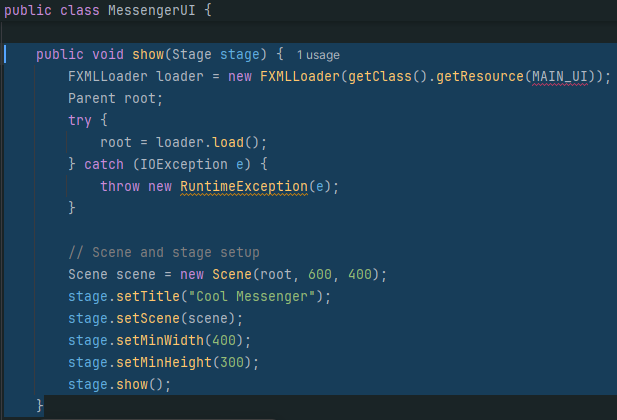 public class MessengerUI {
public void show(Stage stage) { 1 usage
FXMLLoader loader = new FXMLLoader(getClass().getResource(MAIN_UI));
Parent root;
try {
root = loader.load();
} catch (IOException e) {
throw new RuntimeException(e);
}
// Scene and stage setup
Scene scene = new Scene(root, 600, 400);
stage.setTitle("Cool Messenger");
stage.setScene(scene);
stage.setMinWidth(400);
stage.setMinHeight(300);
stage.show();
}